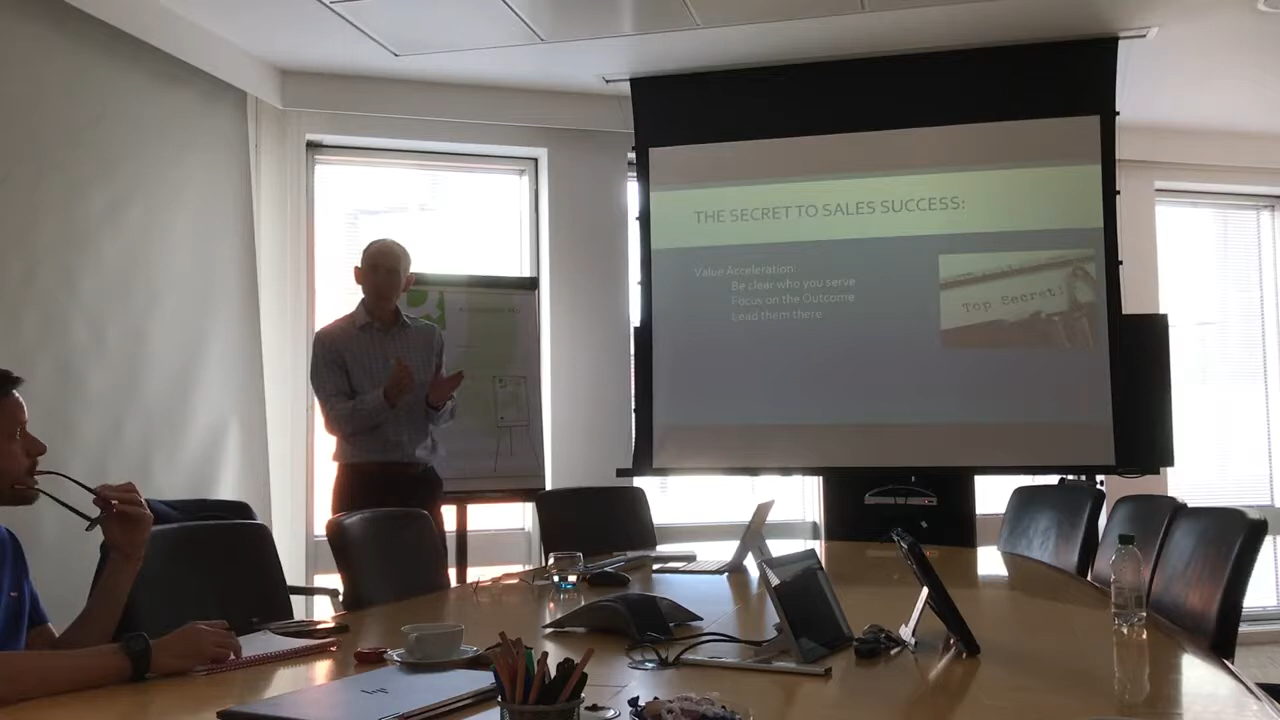 THE SECRET TO SALES SUCCESS:
Value Acceleration:
Be clear who you serve
Focus on the Outcome
Lead them there
Top Secret!
hp